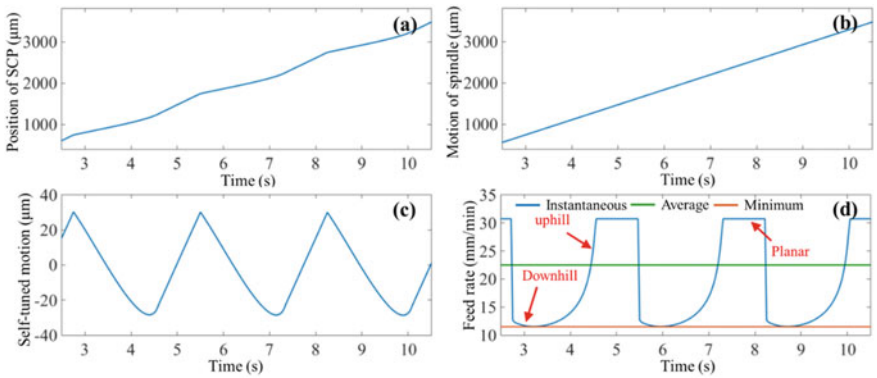 (a)
Position of SCP (μm)
3000
2000
1000
3 4 5 6 7 8 9 10
Time (s)
(b)
Motion of spindle (μm)
3000
2000
1000
3 4 5 6 7 8 9 10
Time (s)
(c)
Self-tuned motion (μm)
40
20
0
-20
-40
3 4 5 6 7 8 9 10
Time (s)
(d)
Feed rate (mm/min)
35
30
25
20
15
10
Instantaneous Average Minimum
uphill
Planar
Downhill
3 4 5 6 7 8 9 10
Time (s)